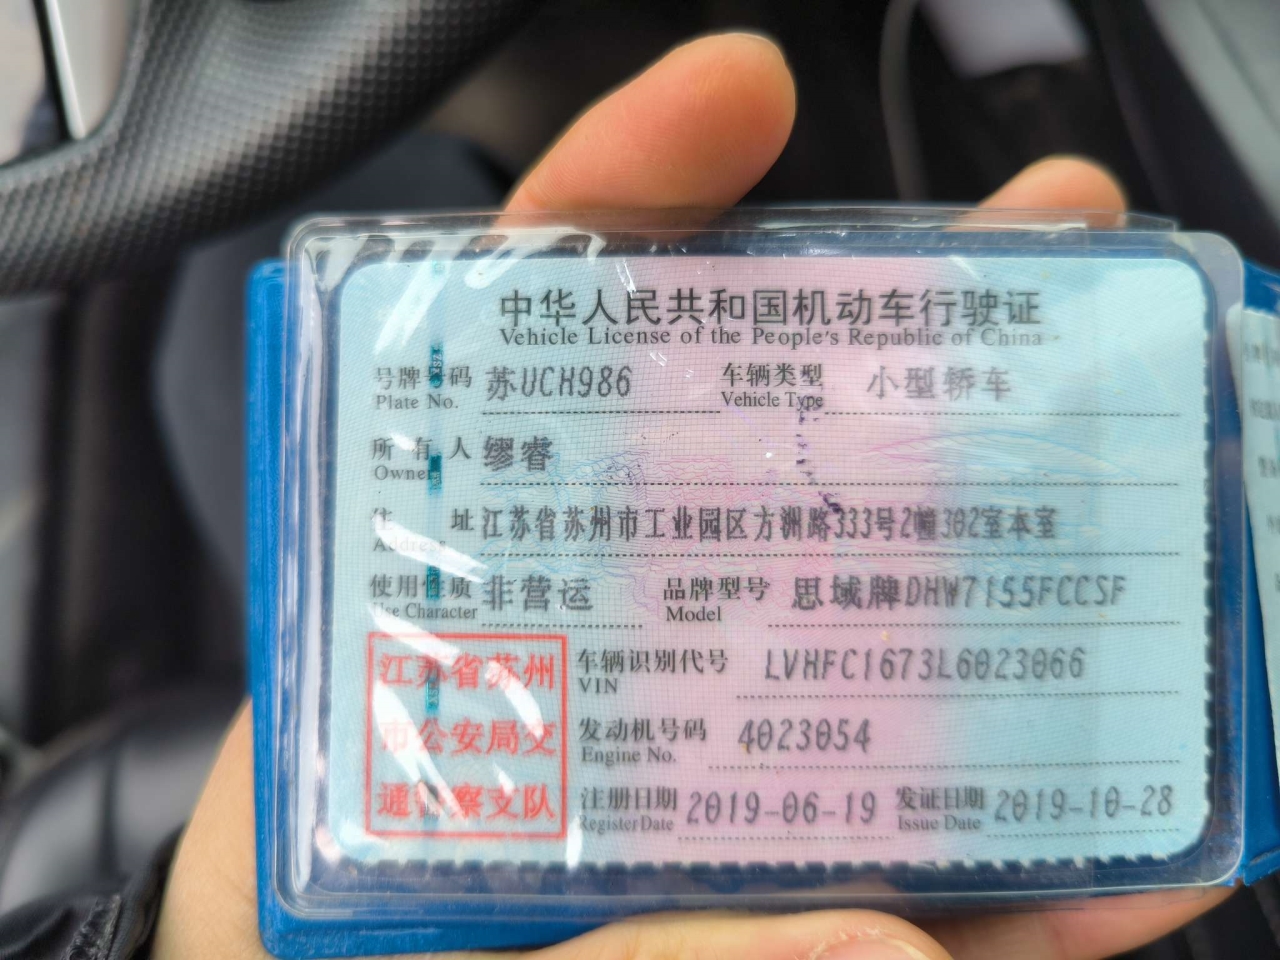 中华人民共和国机动车行驶证
Vehicle License of the People's Republic of China
号牌号码 苏UCH986 车辆类型 小型轿车
Plate No. Vehicle Type
所有人 缪睿
Owner
住址 江苏省苏州市工业园区方洲路333号2幢302室本室
Address
使用性质 非营运 品牌型号 思域牌DHW7155FCCSF
Use Character Model
江苏省苏州
市公安局交
通警察支队
车辆识别代号 LVHFC1673L6023066
VIN
发动机号码 4023054
Engine No.
注册日期 2019-06-19 发证日期 2019-10-28
Register Date Issue Date